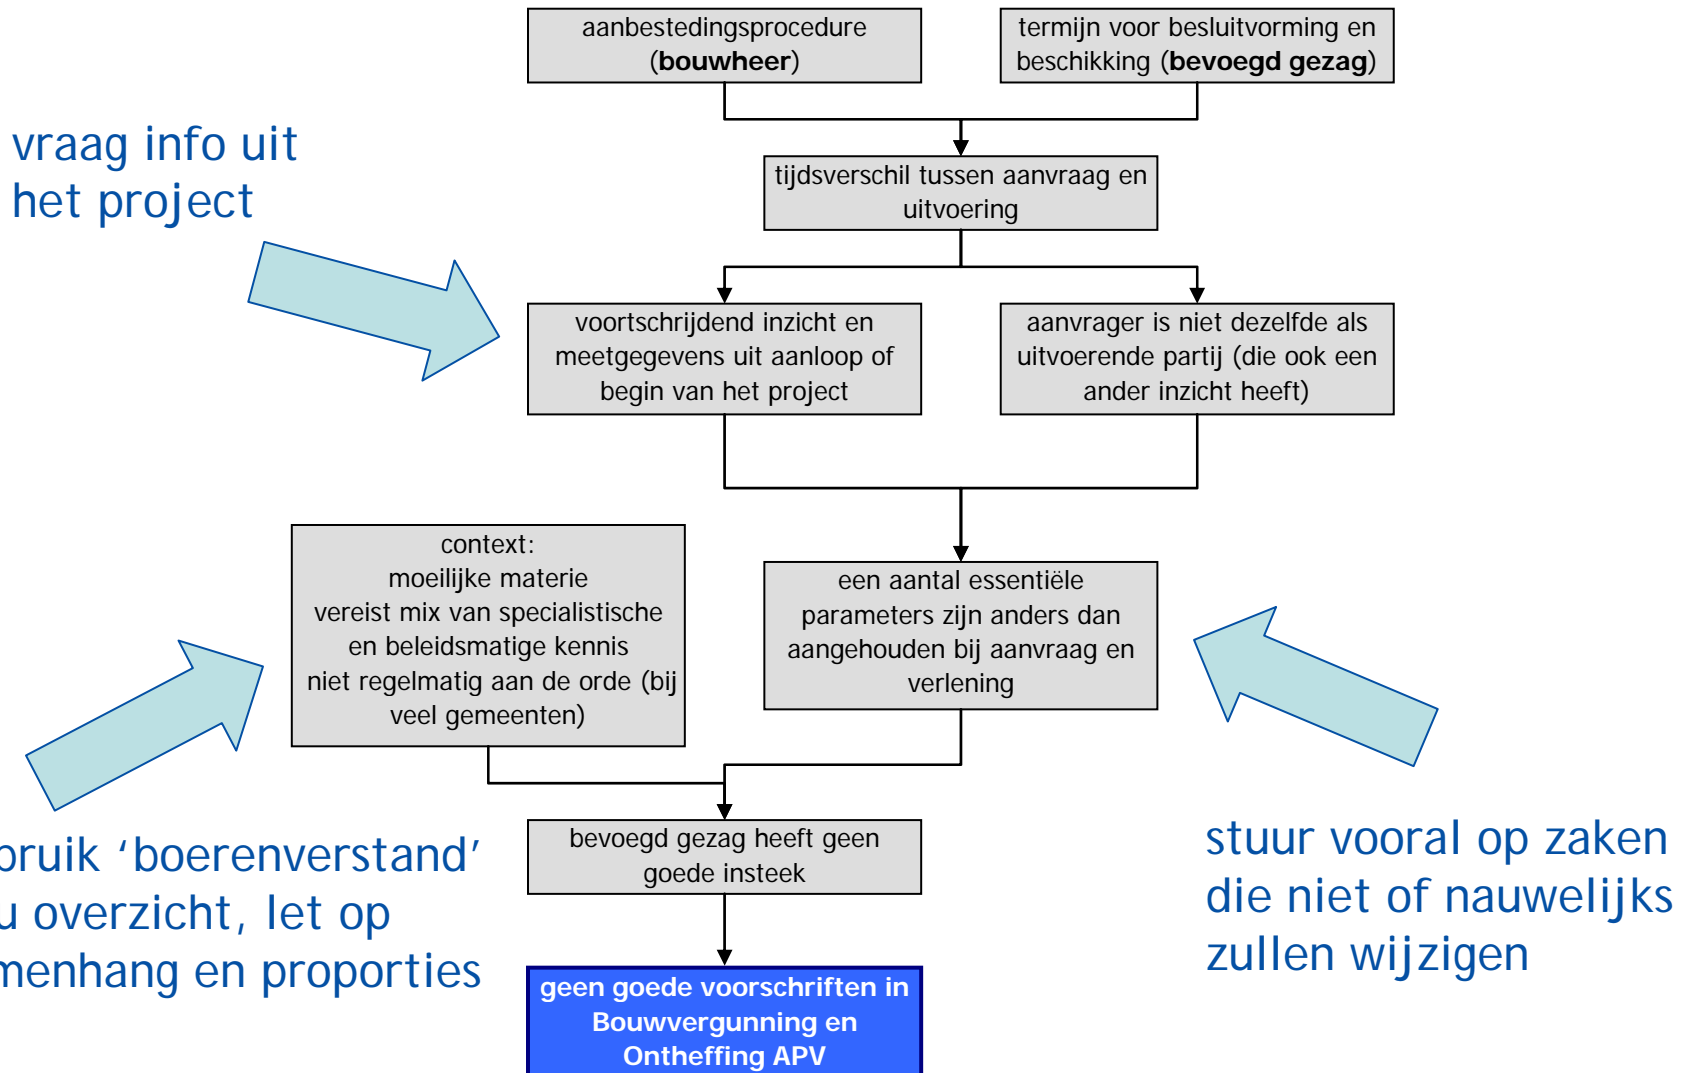 aanbestedingsprocedure
(bouwheer)
termijn voor besluitvorming en
beschikking (bevoegd gezag)
vraag info uit
het project
tijdsverschil tussen aanvraag en
uitvoering
voortschrijdend inzicht en
meetgegevens uit aanloop of
begin van het project
aanvrager is niet dezelfde als
uitvoerende partij (die ook een
ander inzicht heeft)
context:
moeilijke materie
vereist mix van specialistische
en beleidsmatige kennis
niet regelmatig aan de orde (bij
veel gemeenten)
een aantal essentiële
parameters zijn anders dan
aangehouden bij aanvraag en
verlening
bruik ‘boerenverstand’
u overzicht, let op
menhang en proporties
bevoegd gezag heeft geen
goede insteek
stuur vooral op zaken
die niet of nauwelijks
zullen wijzigen
geen goede voorschriften in
Bouwvergunning en
Ontheffing APV